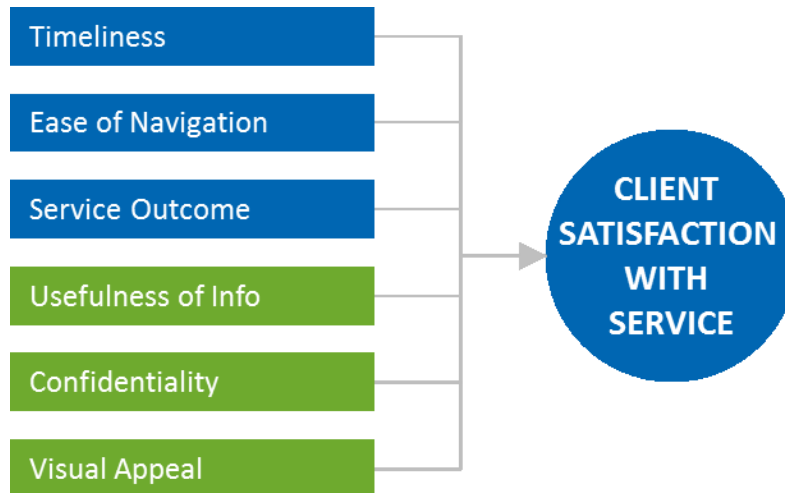 Timeliness
Ease of Navigation
Service Outcome
Usefulness of Info
Confidentiality
Visual Appeal
CLIENT
SATISFACTION
WITH
SERVICE